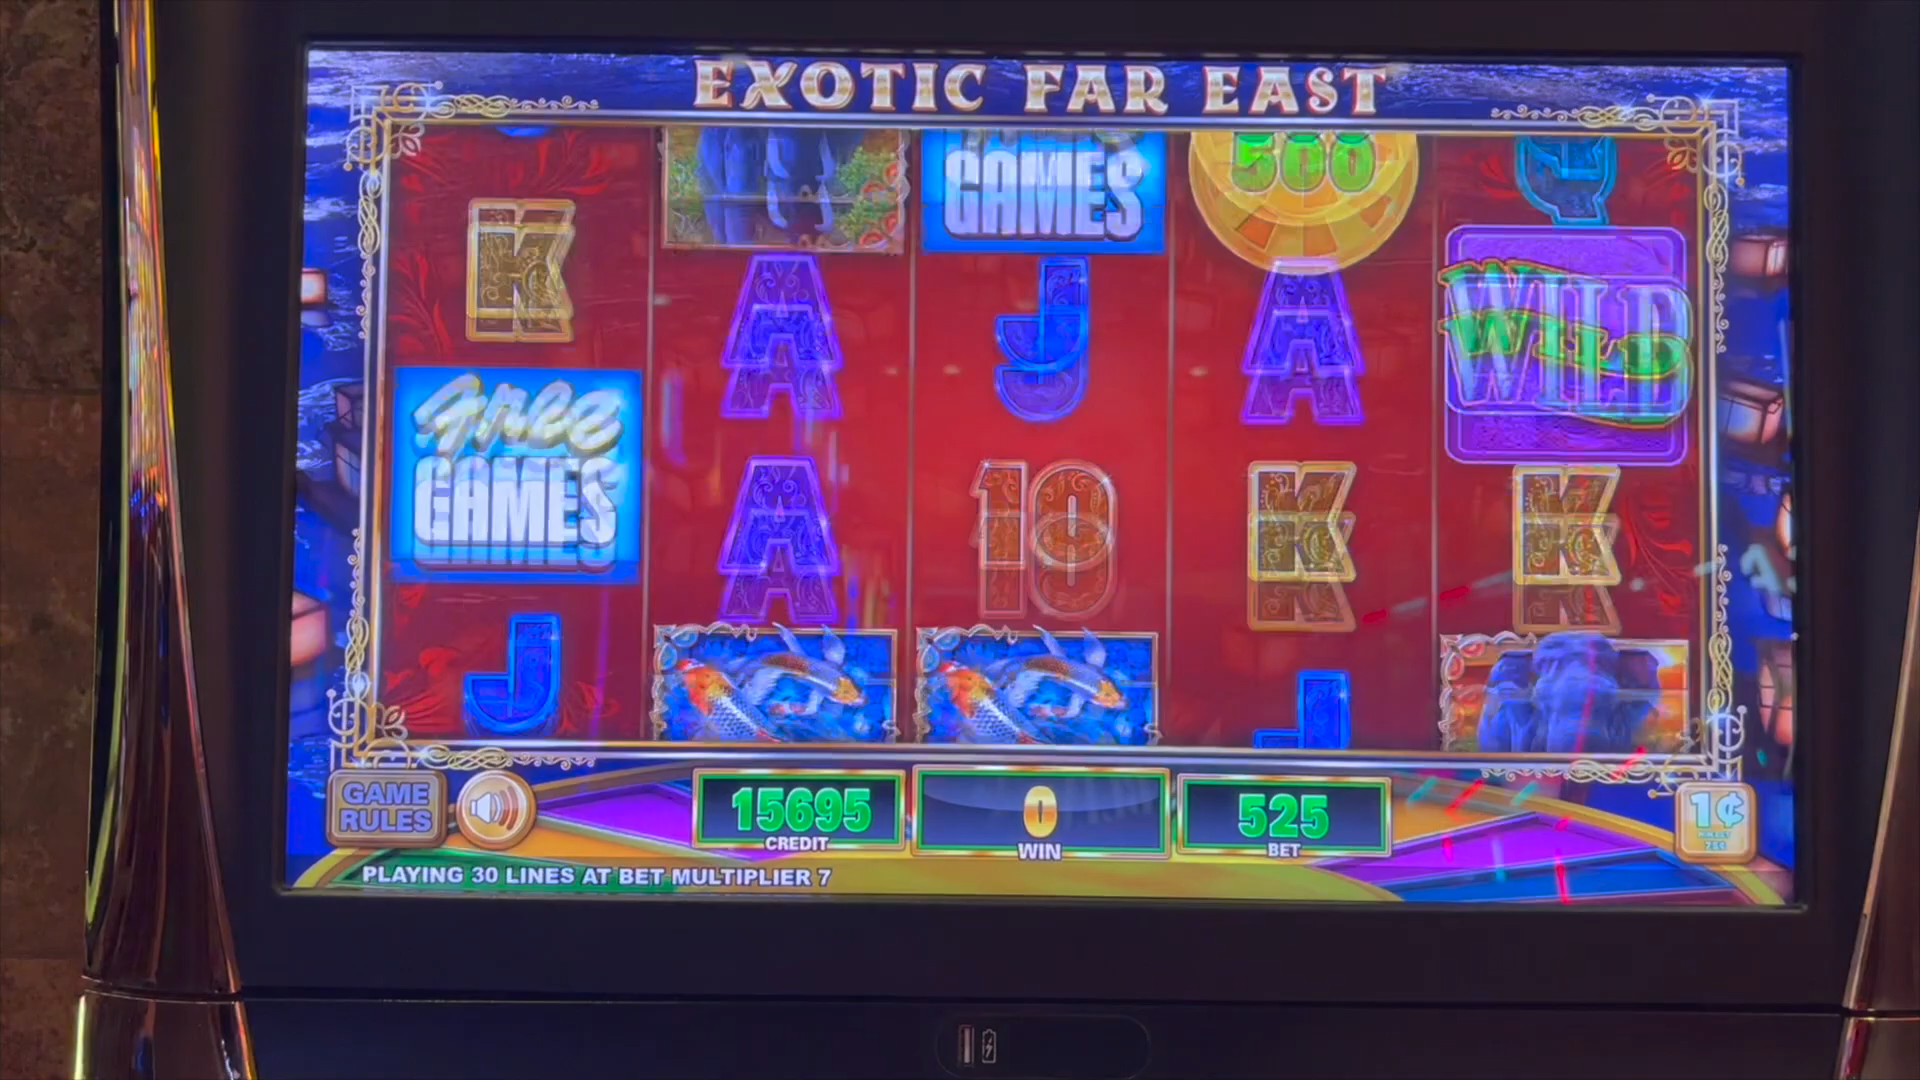 EXOTIC FAR EAST
GAMES
500
K
A
J
A
WILD
Free
GAMES
A
10
K
K
J
J
GAME
RULES
15695
CREDIT
0
WIN
525
BET
1¢
PLAYING 30 LINES AT BET MULTIPLIER 7